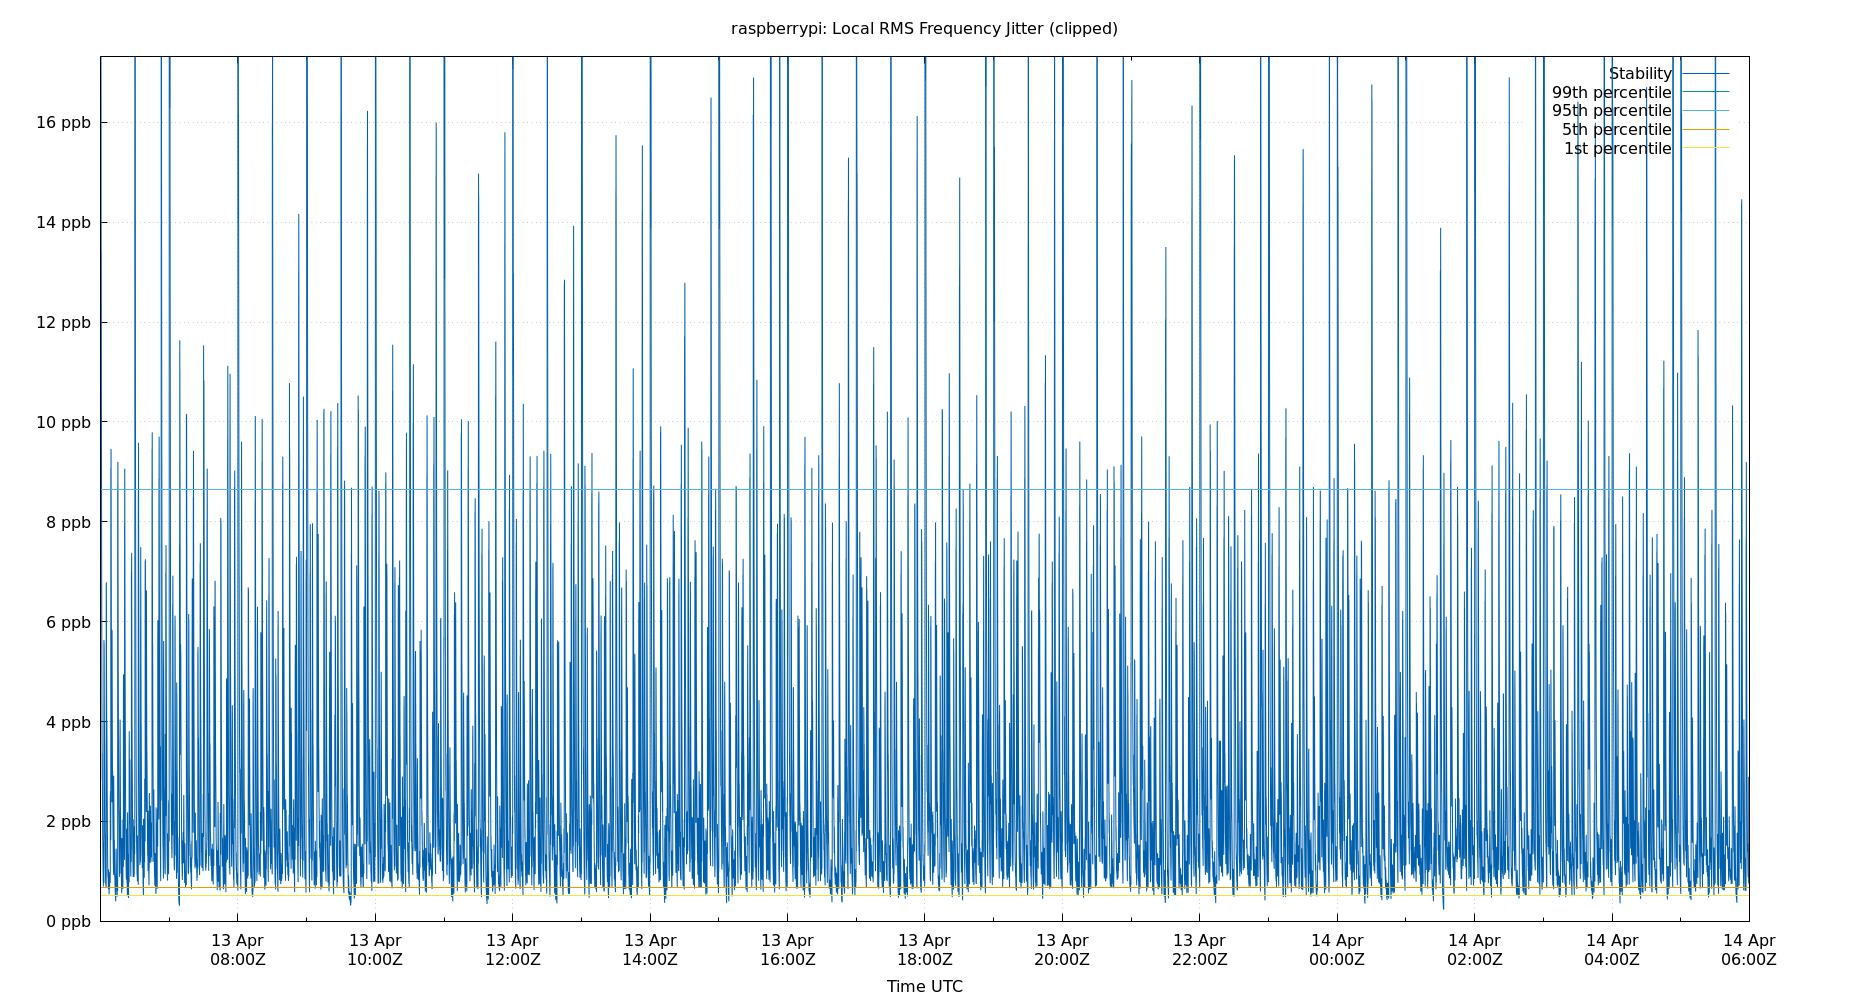 raspberrypi: Local RMS Frequency Jitter (clipped)
Stability
99th percentile
95th percentile
5th percentile
1st percentile
16 ppb
14 ppb
12 ppb
10 ppb
8 ppb
6 ppb
4 ppb
2 ppb
0 ppb
13 Apr 13 Apr 13 Apr 13 Apr 13 Apr 13 Apr 13 Apr 13 Apr 14 Apr 14 Apr 14 Apr 14 Apr
08:00Z 10:00Z 12:00Z 14:00Z 16:00Z 18:00Z 20:00Z 22:00Z 00:00Z 02:00Z 04:00Z 06:00Z
Time UTC